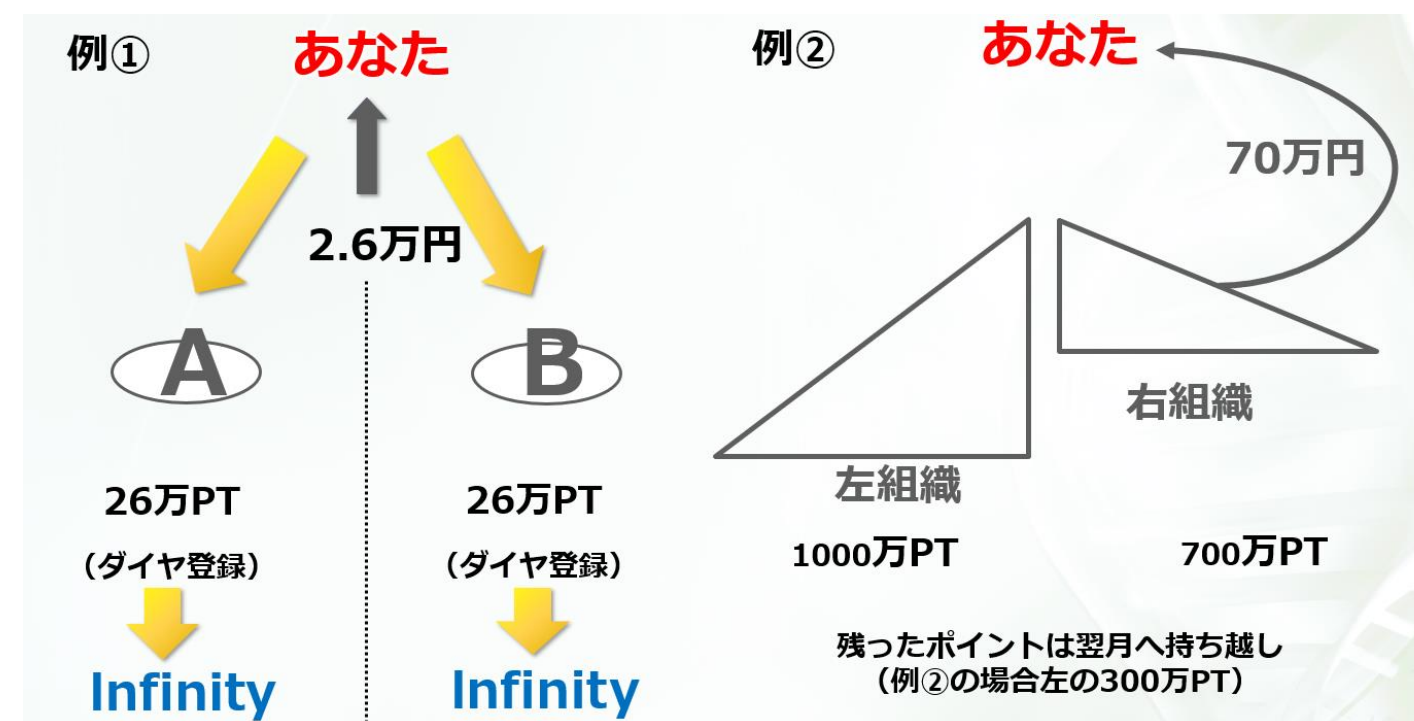 例①
あなた
2.6万円
A
B
26万PT
26万PT
（ダイヤ登録）
（ダイヤ登録）
Infinity
Infinity
例②
あなた
70万円
右組織
左組織
1000万PT
700万PT
残ったポイントは翌月へ持ち越し
（例②の場合左の300万PT）